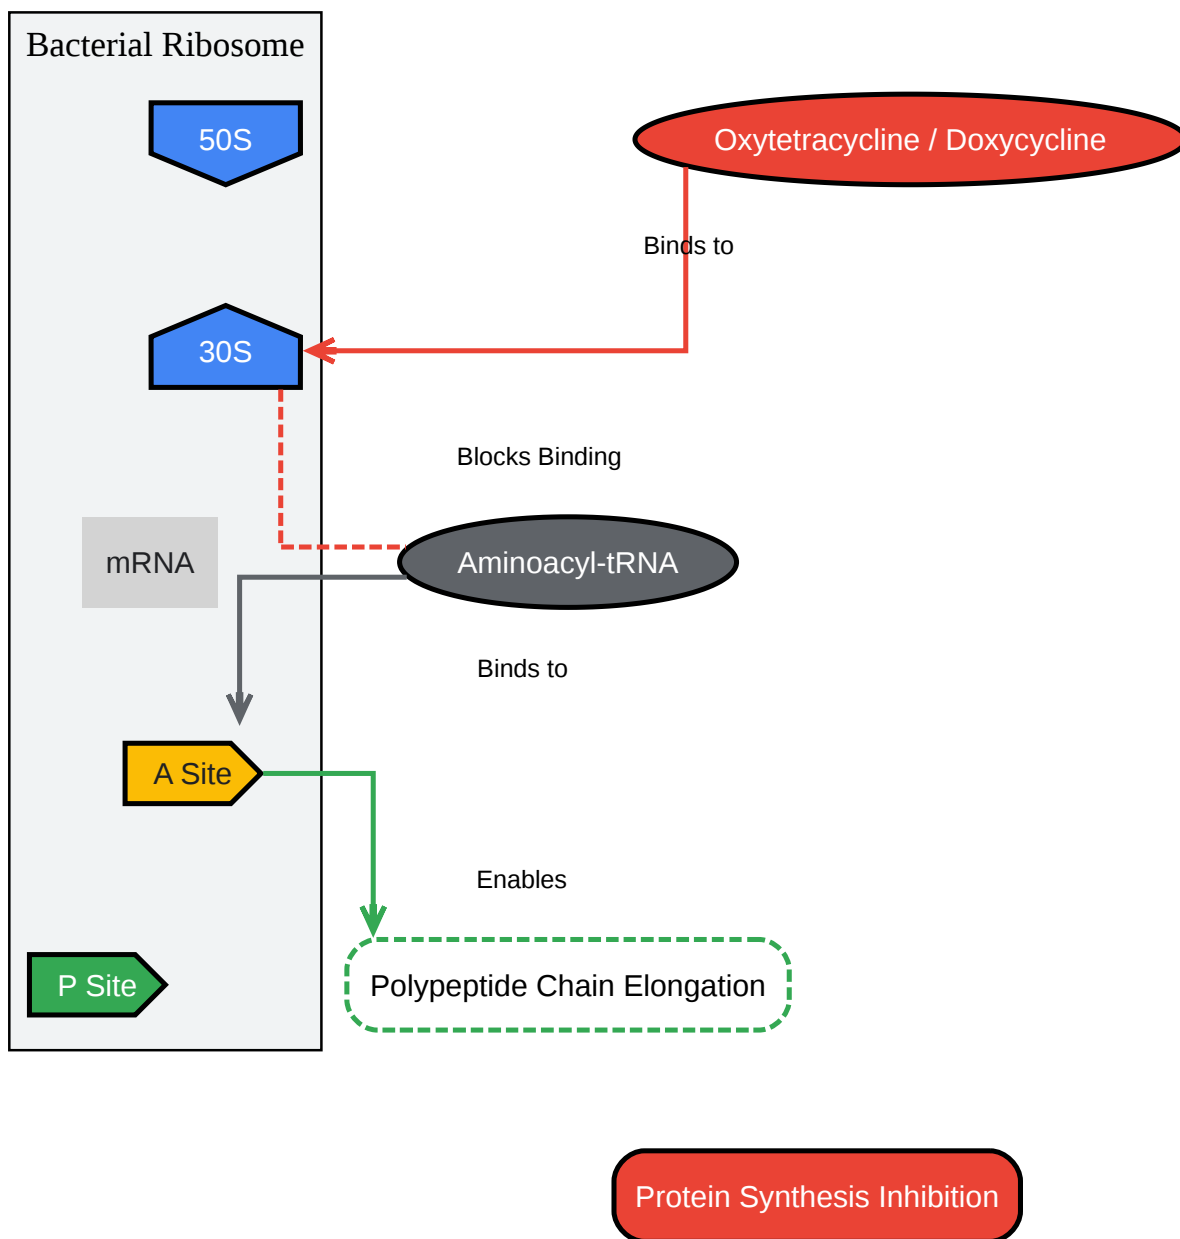 Bacterial Ribosome
50S
Oxytetracycline / Doxycycline
Binds to
30S
Blocks Binding
mRNA
Aminoacyl-tRNA
Binds to
A Site
Enables
P Site
Polypeptide Chain Elongation
Protein Synthesis Inhibition